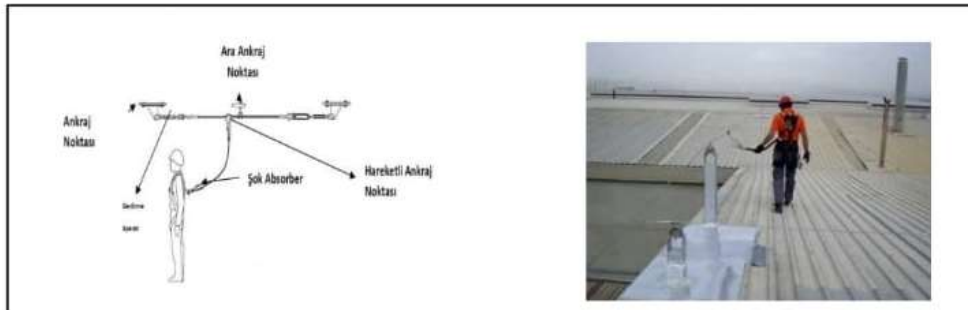 Ara Ankraj
Noktası
Ankraj
Noktası
Şok Absorber
Hareketli Ankraj
Noktası